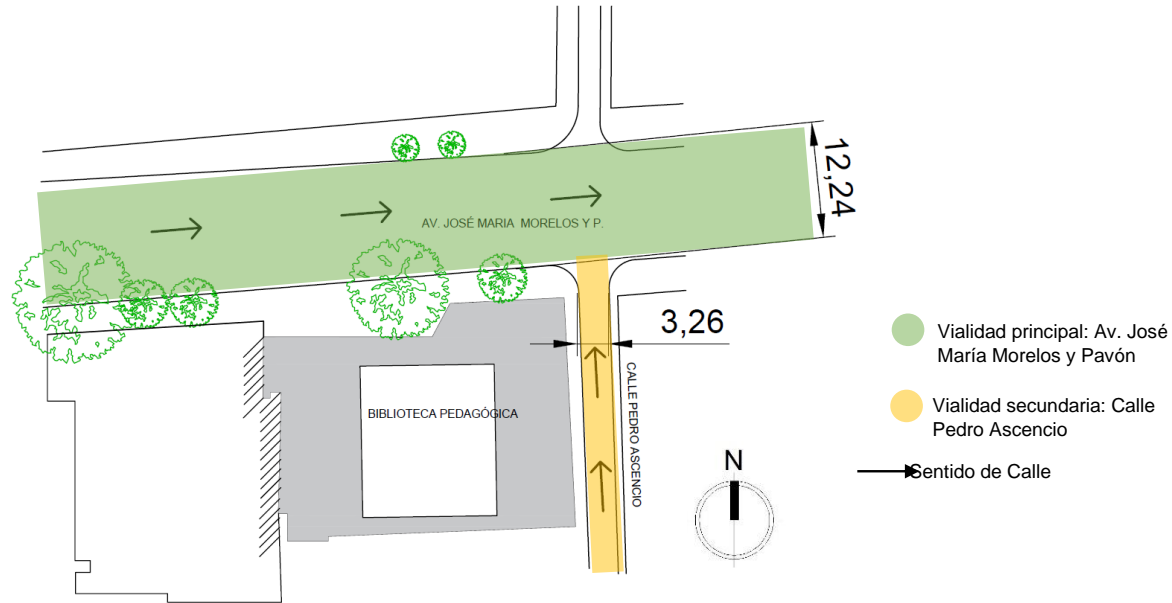 AV. JOSÉ MARIA MORELOS Y P.
12,24
3,26
BIBLIOTECA PEDAGÓGICA
CALLE PEDRO ASCENCIO
N
Vialidad principal: Av. José
María Morelos y Pavón
Vialidad secundaria: Calle
Pedro Ascencio
Sentido de Calle